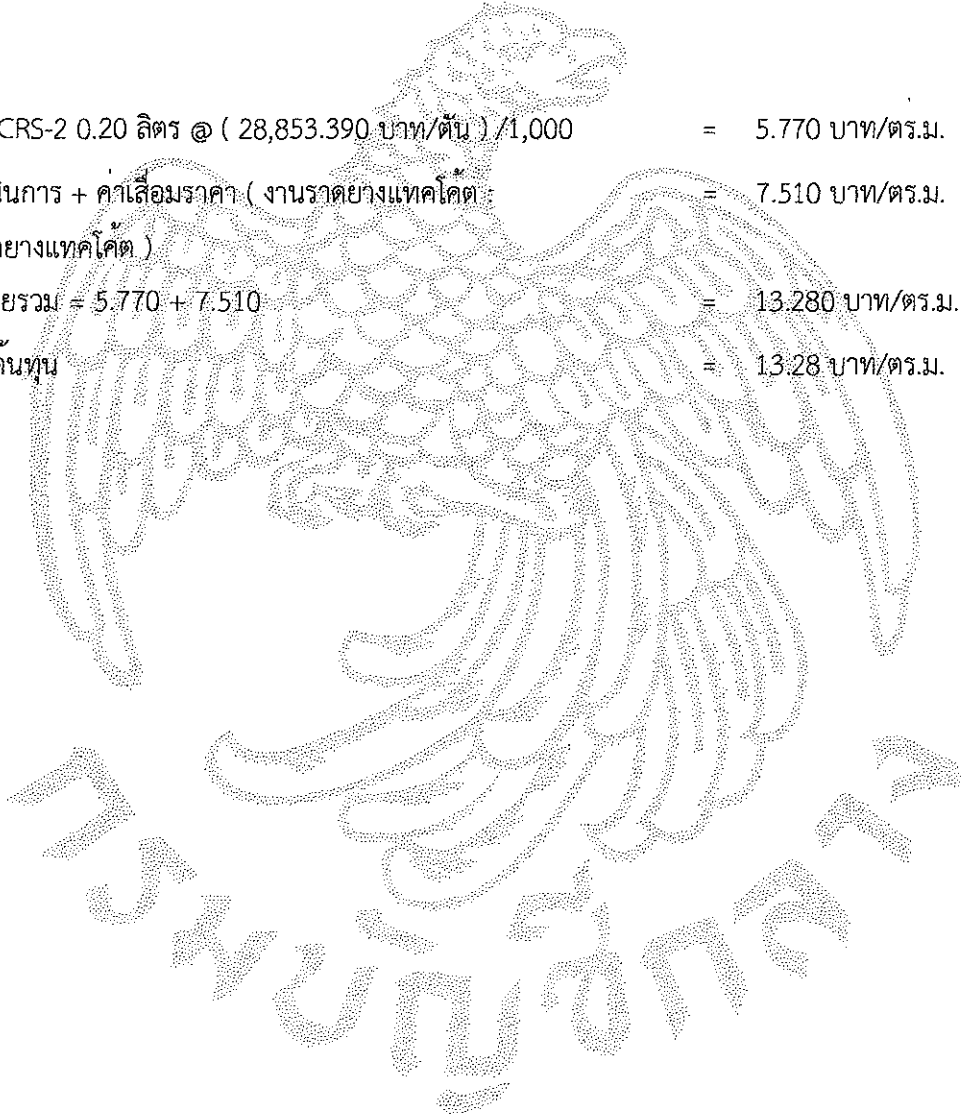 CRS-2 0.20 ลิตร @ ( 28,853.390 บาท/ตัน ) /1,000 = 5.770 บาท/ตร.ม.
นินการ + ค่าเสื่อมราคา ( งานราดยางแทคโค้ต : = 7.510 บาท/ตร.ม.
ยางแทคโค้ต )
ยรวม = 5.770 + 7.510 = 13.280 บาท/ตร.ม.
ต้นทุน = 13.28 บาท/ตร.ม.
กรมบัญชีกลาง